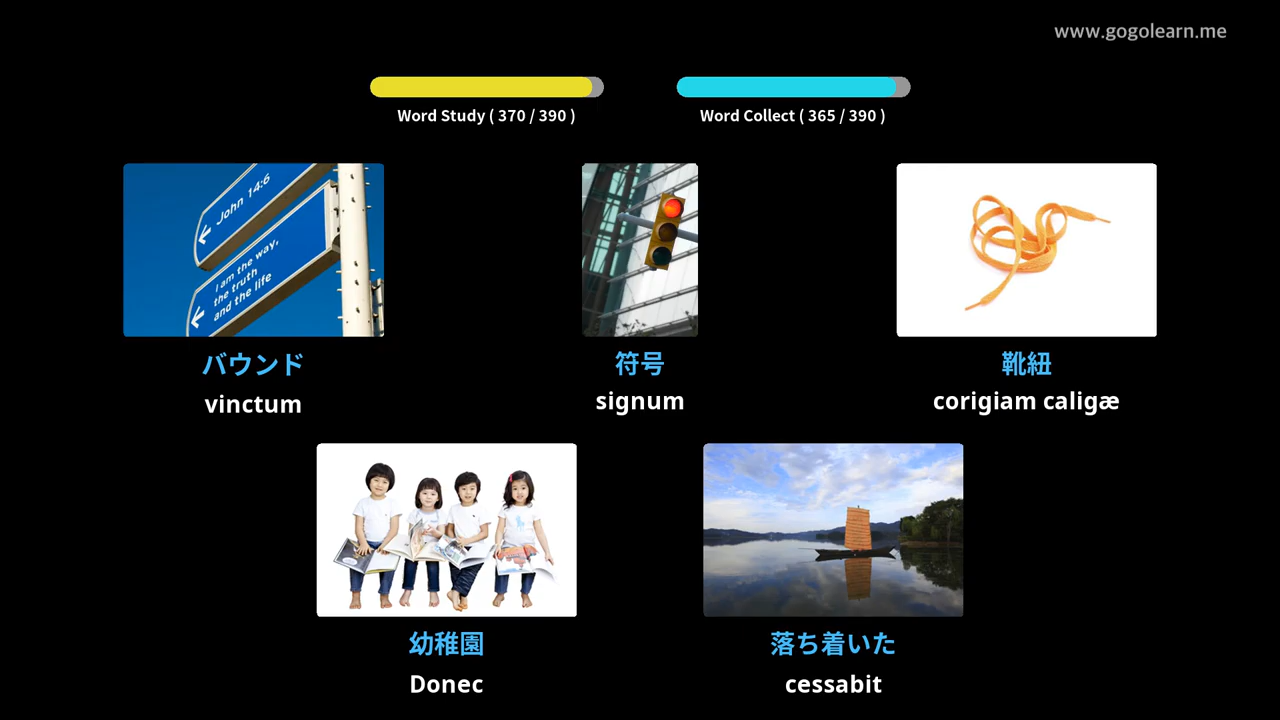 www.gogolearn.me
Word Study ( 370 / 390 )
Word Collect ( 365 / 390 )
John 14:6
I am the way,
the truth
and the life
バウンド
vinctum
符号
signum
靴紐
corigiam caligæ
幼稚園
Donec
落ち着いた
cessabit